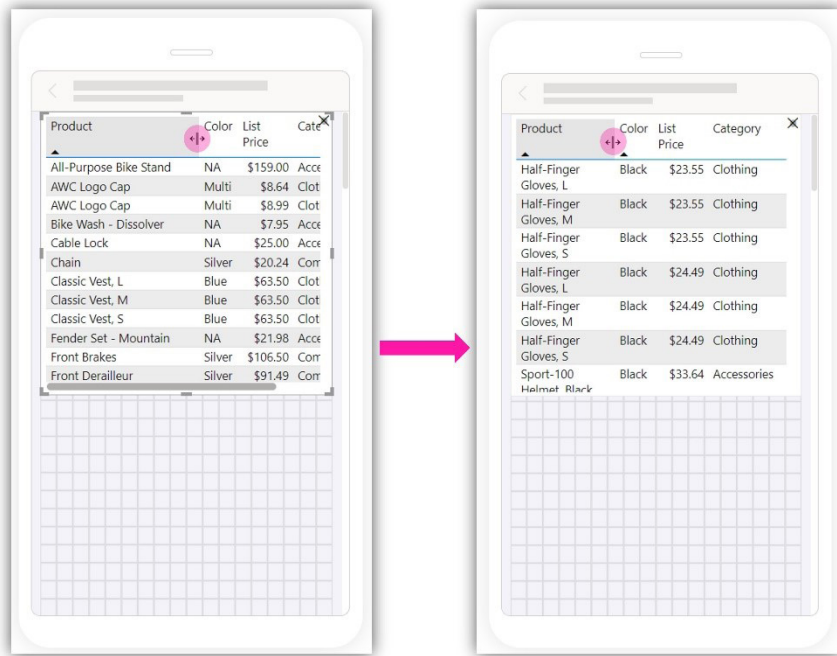 Product Color List Price Cate
All-Purpose Bike Stand NA $159.00 Acce
AWC Logo Cap Multi $8.64 Clot
AWC Logo Cap Multi $8.99 Clot
Bike Wash - Dissolver NA $7.95 Acce
Cable Lock NA $25.00 Acce
Chain Silver $20.24 Com
Classic Vest, L Blue $63.50 Clot
Classic Vest, M Blue $63.50 Clot
Classic Vest, S Blue $63.50 Clot
Fender Set - Mountain NA $21.98 Acce
Front Brakes Silver $106.50 Com
Front Derailleur Silver $91.49 Com
Product Color List Price Category
Half-Finger Black $23.55 Clothing
Gloves, L
Half-Finger Black $23.55 Clothing
Gloves, M
Half-Finger Black $23.55 Clothing
Gloves, S
Half-Finger Black $24.49 Clothing
Gloves, L
Half-Finger Black $24.49 Clothing
Gloves, M
Half-Finger Black $24.49 Clothing
Gloves, S
Sport-100 Black $33.64 Accessories
Helmet, Black